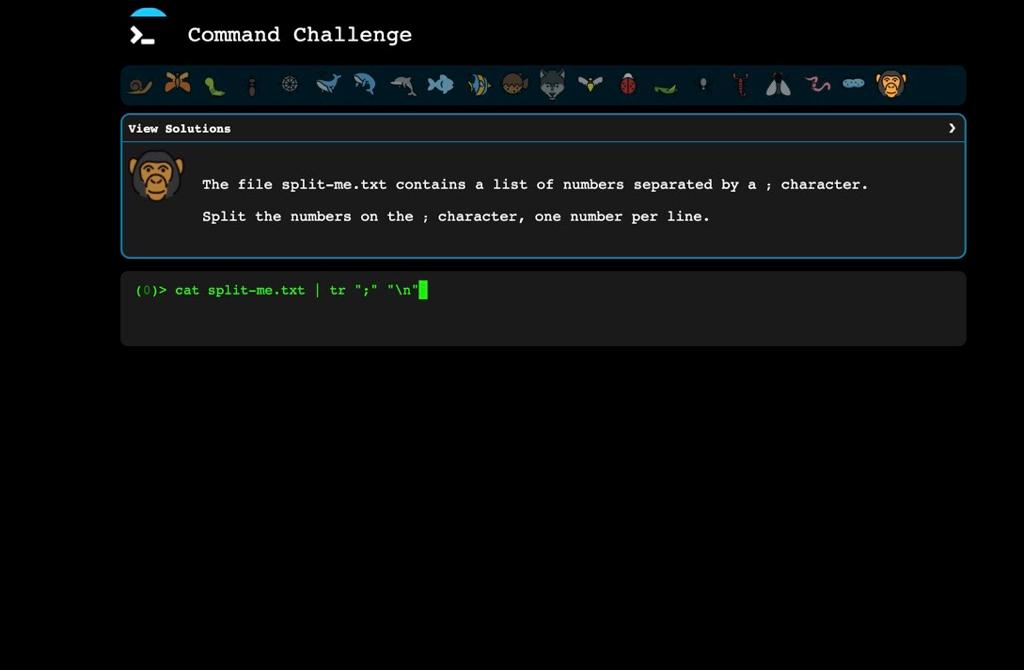 Command Challenge
View Solutions ❯
The file split-me.txt contains a list of numbers separated by a ; character.
Split the numbers on the ; character, one number per line.
(0)> cat split-me.txt | tr ";" "\n"